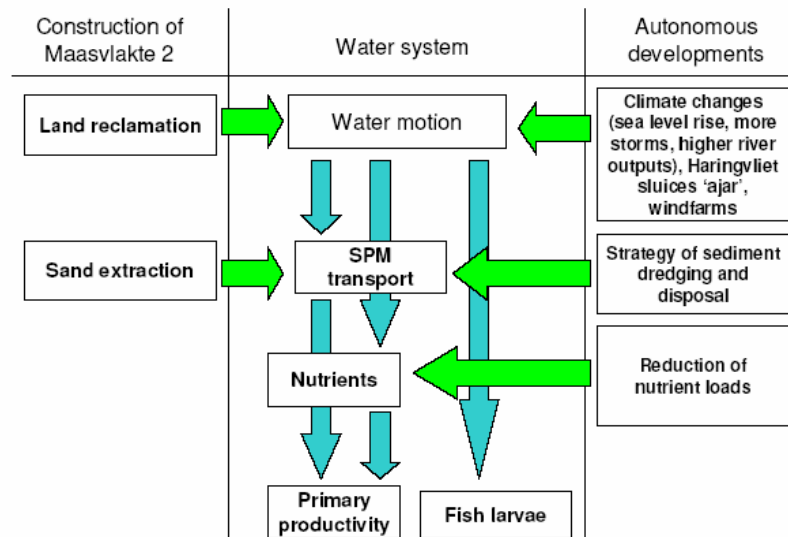 Construction of
Maasvlakte 2
Water system
Autonomous
developments
Land reclamation
Water motion
Climate changes
(sea level rise, more
storms, higher river
outputs), Haringvliet
sluices ‘ajar’,
windfarms
Sand extraction
SPM
transport
Strategy of sediment
dredging and
disposal
Nutrients
Reduction of
nutrient loads
Primary
productivity
Fish larvae